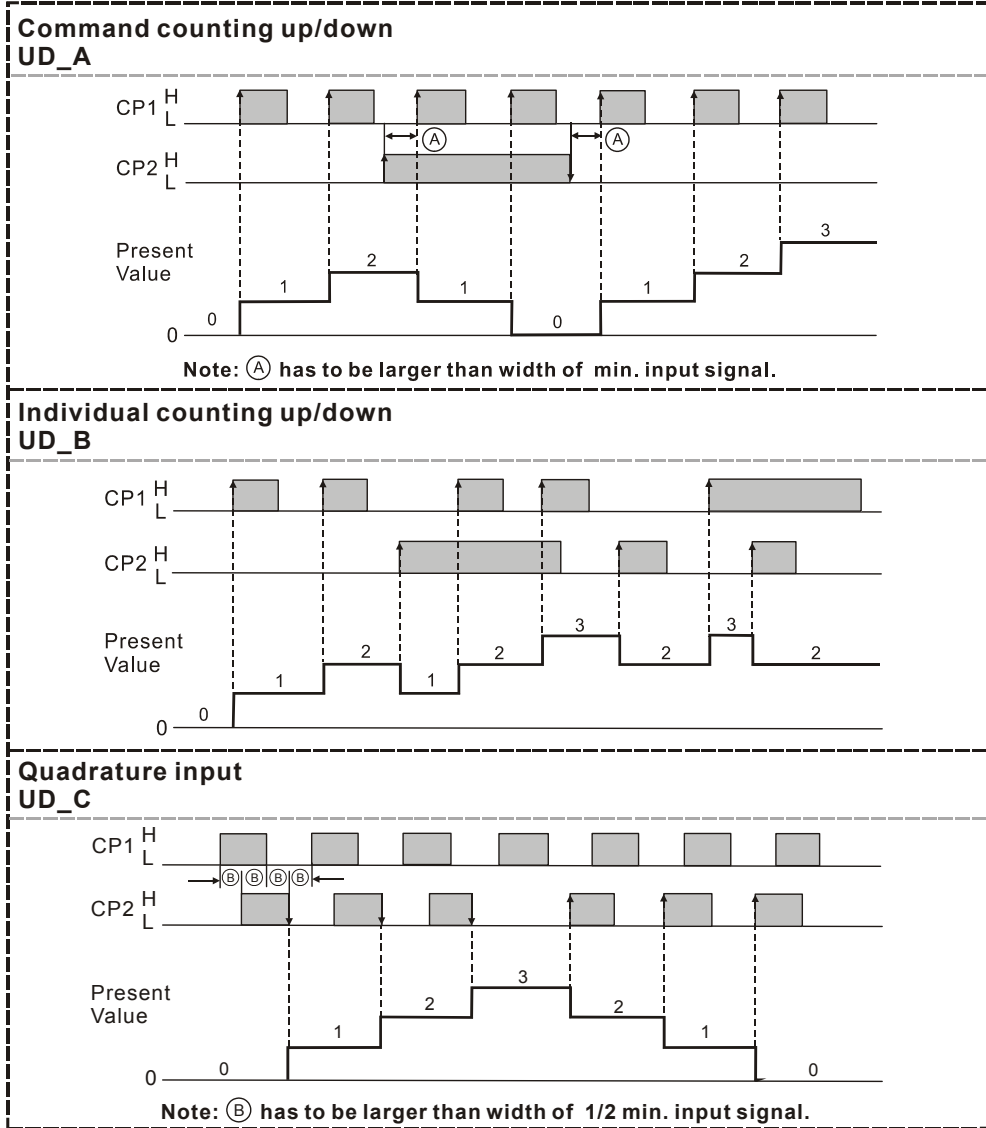 Command counting up/down
UD_A
CP1 H
L
A A
CP2 H
L
Present
Value
0 1 2 1 0 1 2 3
0
Note: Ⓐ has to be larger than width of min. input signal.
Individual counting up/down
UD_B
CP1 H
L
CP2 H
L
Present
Value
0 1 2 1 2 3 2 3 2
0
Quadrature input
UD_C
CP1 H
L
B B B B
CP2 H
L
Present
Value
0 1 2 3 2 1 0
0
Note: Ⓑ has to be larger than width of 1/2 min. input signal.